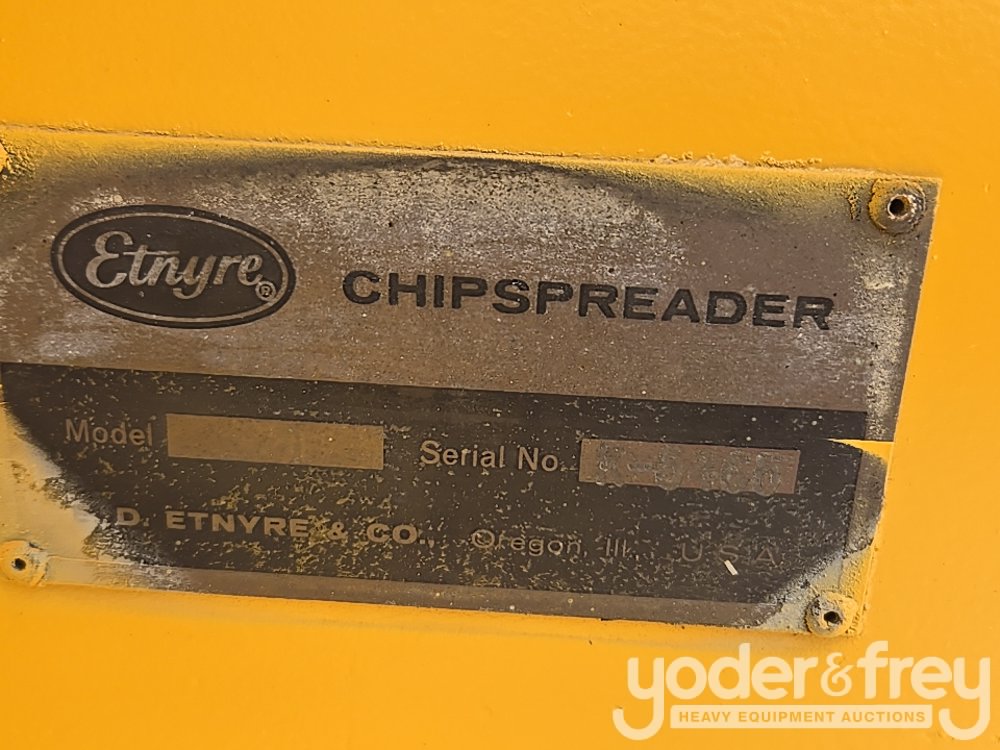 Etnyre®
CHIPSPREADER
Model
Serial No.
D. ETNYRE & CO., Oregon, Ill., U.S.A.
yoder & frey
HEAVY EQUIPMENT AUCTIONS